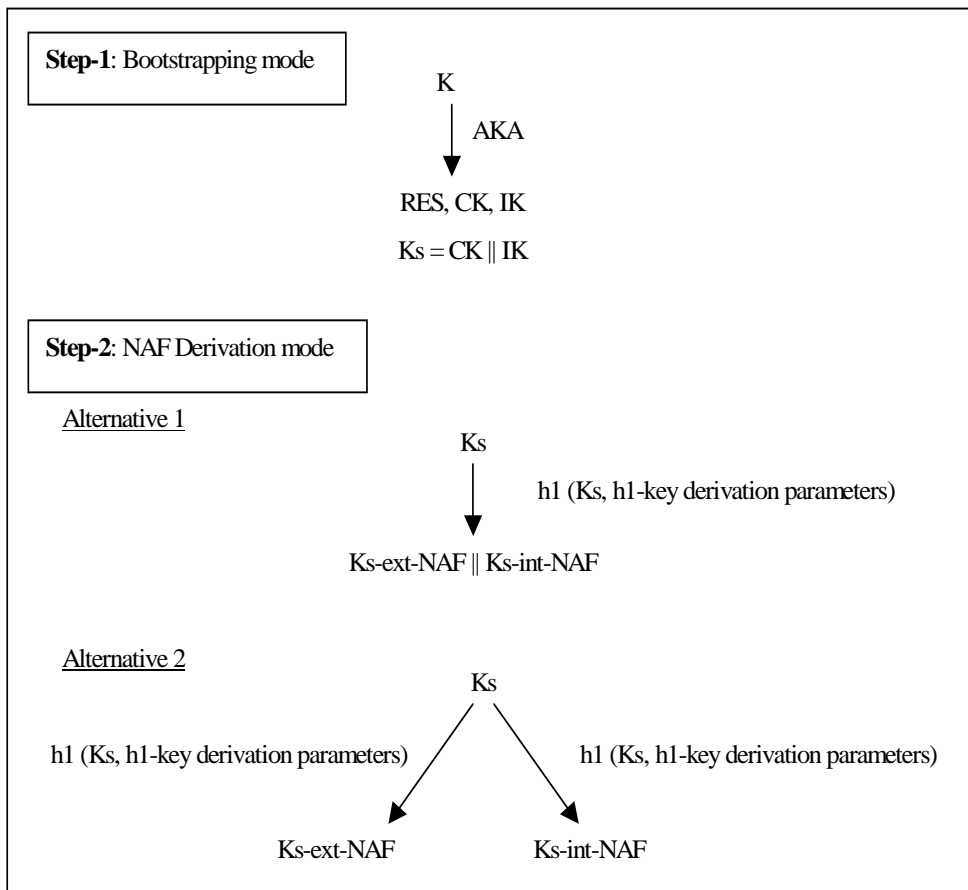 Step-1: Bootstrapping mode
K
AKA
RES, CK, IK
Ks = CK || IK
Step-2: NAF Derivation mode
Alternative 1
Ks
h1 (Ks, h1-key derivation parameters)
Ks-ext-NAF || Ks-int-NAF
Alternative 2
Ks
h1 (Ks, h1-key derivation parameters)
h1 (Ks, h1-key derivation parameters)
Ks-ext-NAF
Ks-int-NAF